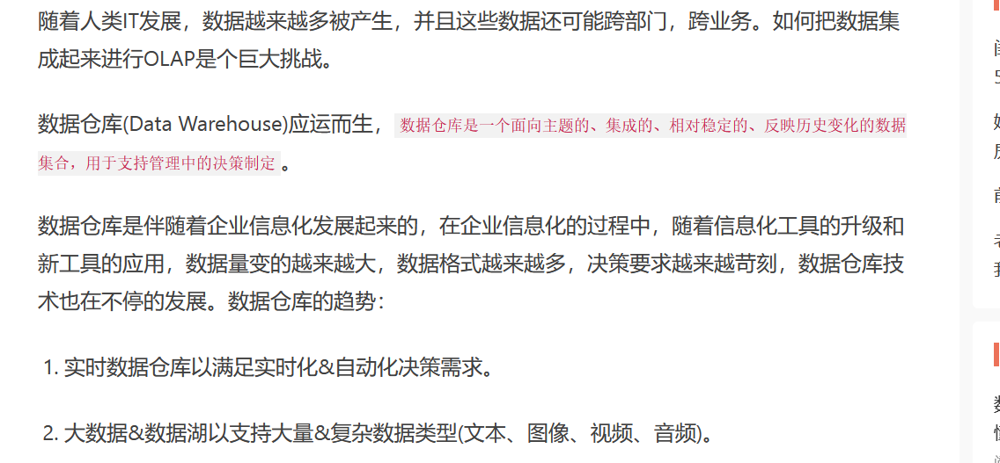 随着人类IT发展，数据越来越多被产生，并且这些数据还可能跨部门，跨业务。如何把数据集
成起来进行OLAP是个巨大挑战。
数据仓库(Data Warehouse)应运而生，数据仓库是一个面向主题的、集成的、相对稳定的、反映历史变化的数据
集合，用于支持管理中的决策制定。
数据仓库是伴随着企业信息化发展起来的，在企业信息化的过程中，随着信息化工具的升级和
新工具的应用，数据量变的越来越大，数据格式越来越多，决策要求越来越苛刻，数据仓库技
术也在不停的发展。数据仓库的趋势：
1. 实时数据仓库以满足实时化&自动化决策需求。
2. 大数据&数据湖以支持大量&复杂数据类型(文本、图像、视频、音频)。